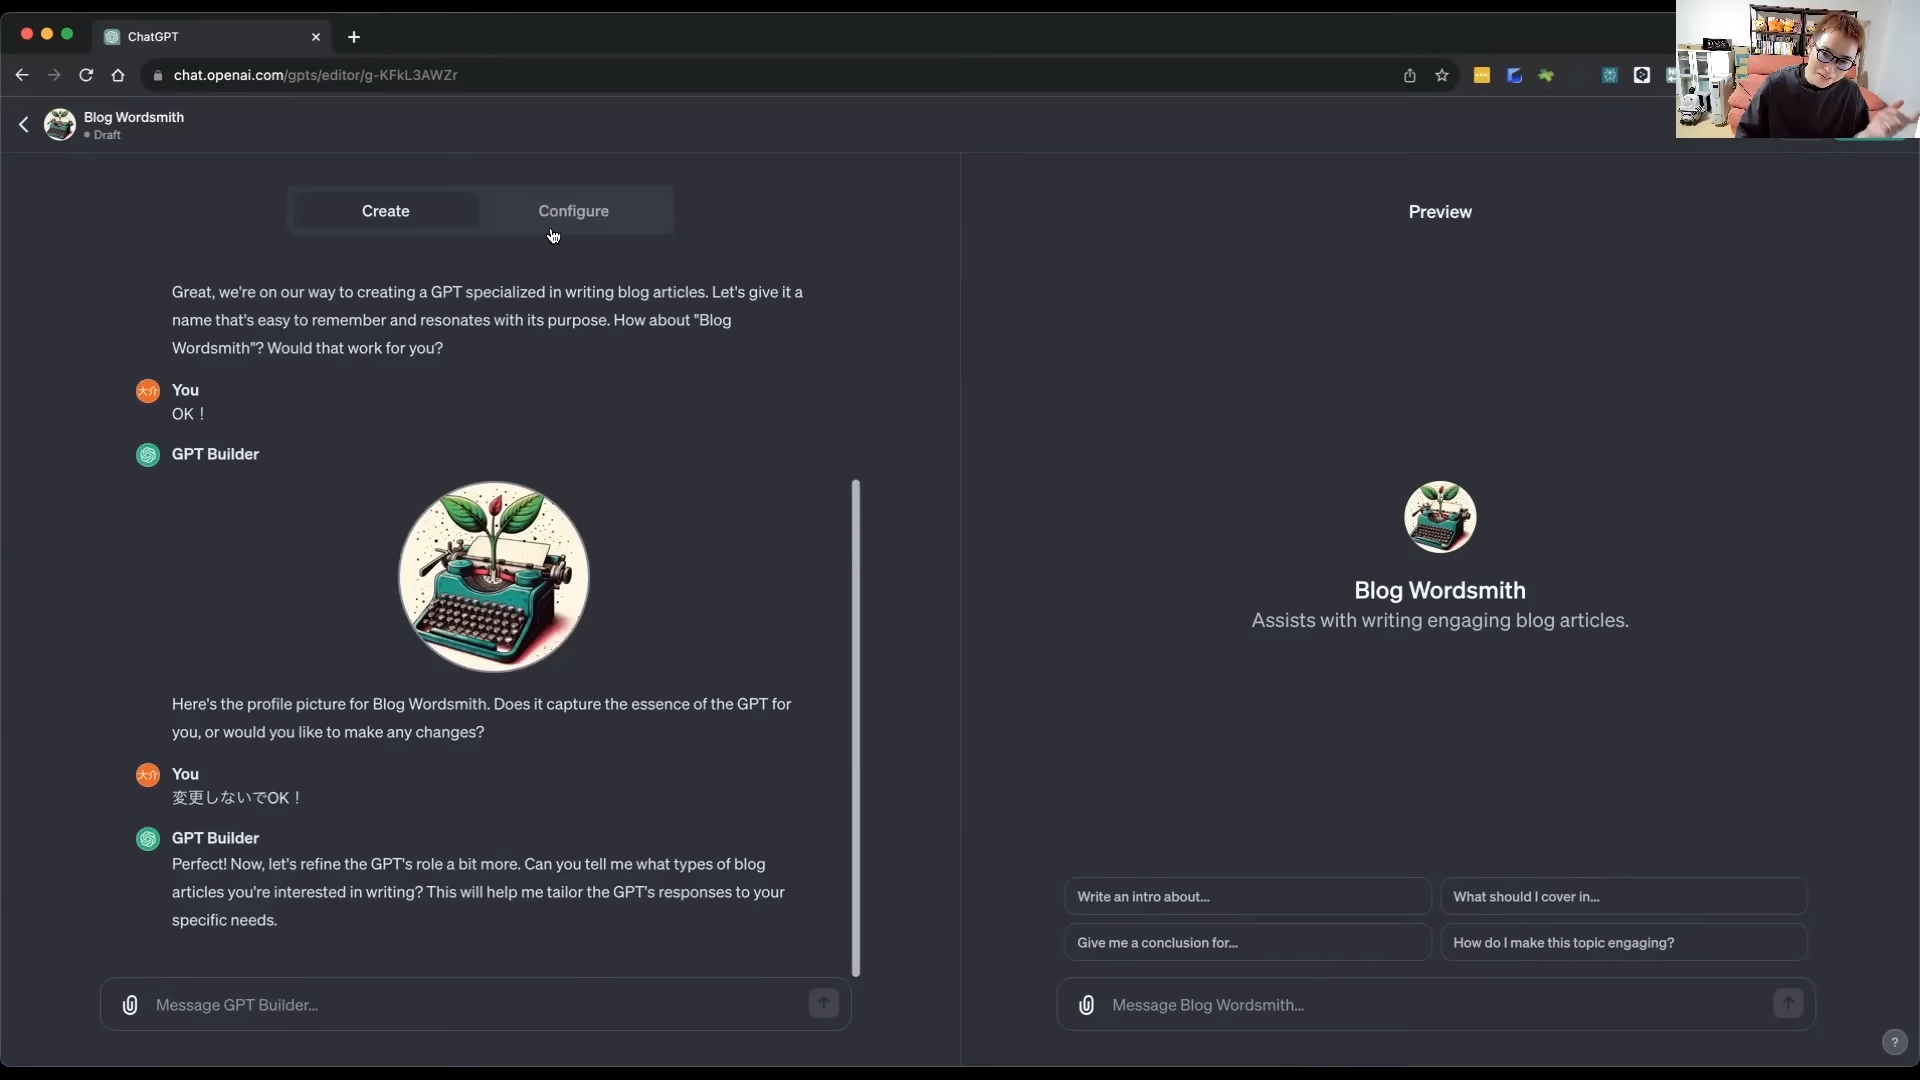 ChatGPT
chat.openai.com/gpts/editor/g-KFkL3AWZr
Blog Wordsmith
Draft
Create
Configure
Preview
Great, we're on our way to creating a GPT specialized in writing blog articles. Let's give it a
name that's easy to remember and resonates with its purpose. How about "Blog
Wordsmith"? Would that work for you?
大介
You
OK！
GPT Builder
Here's the profile picture for Blog Wordsmith. Does it capture the essence of the GPT for
you, or would you like to make any changes?
大介
You
変更しないでOK！
GPT Builder
Perfect! Now, let's refine the GPT's role a bit more. Can you tell me what types of blog
articles you're interested in writing? This will help me tailor the GPT's responses to your
specific needs.
Message GPT Builder...
Blog Wordsmith
Assists with writing engaging blog articles.
Write an intro about...
What should I cover in...
Give me a conclusion for...
How do I make this topic engaging?
Message Blog Wordsmith...
?